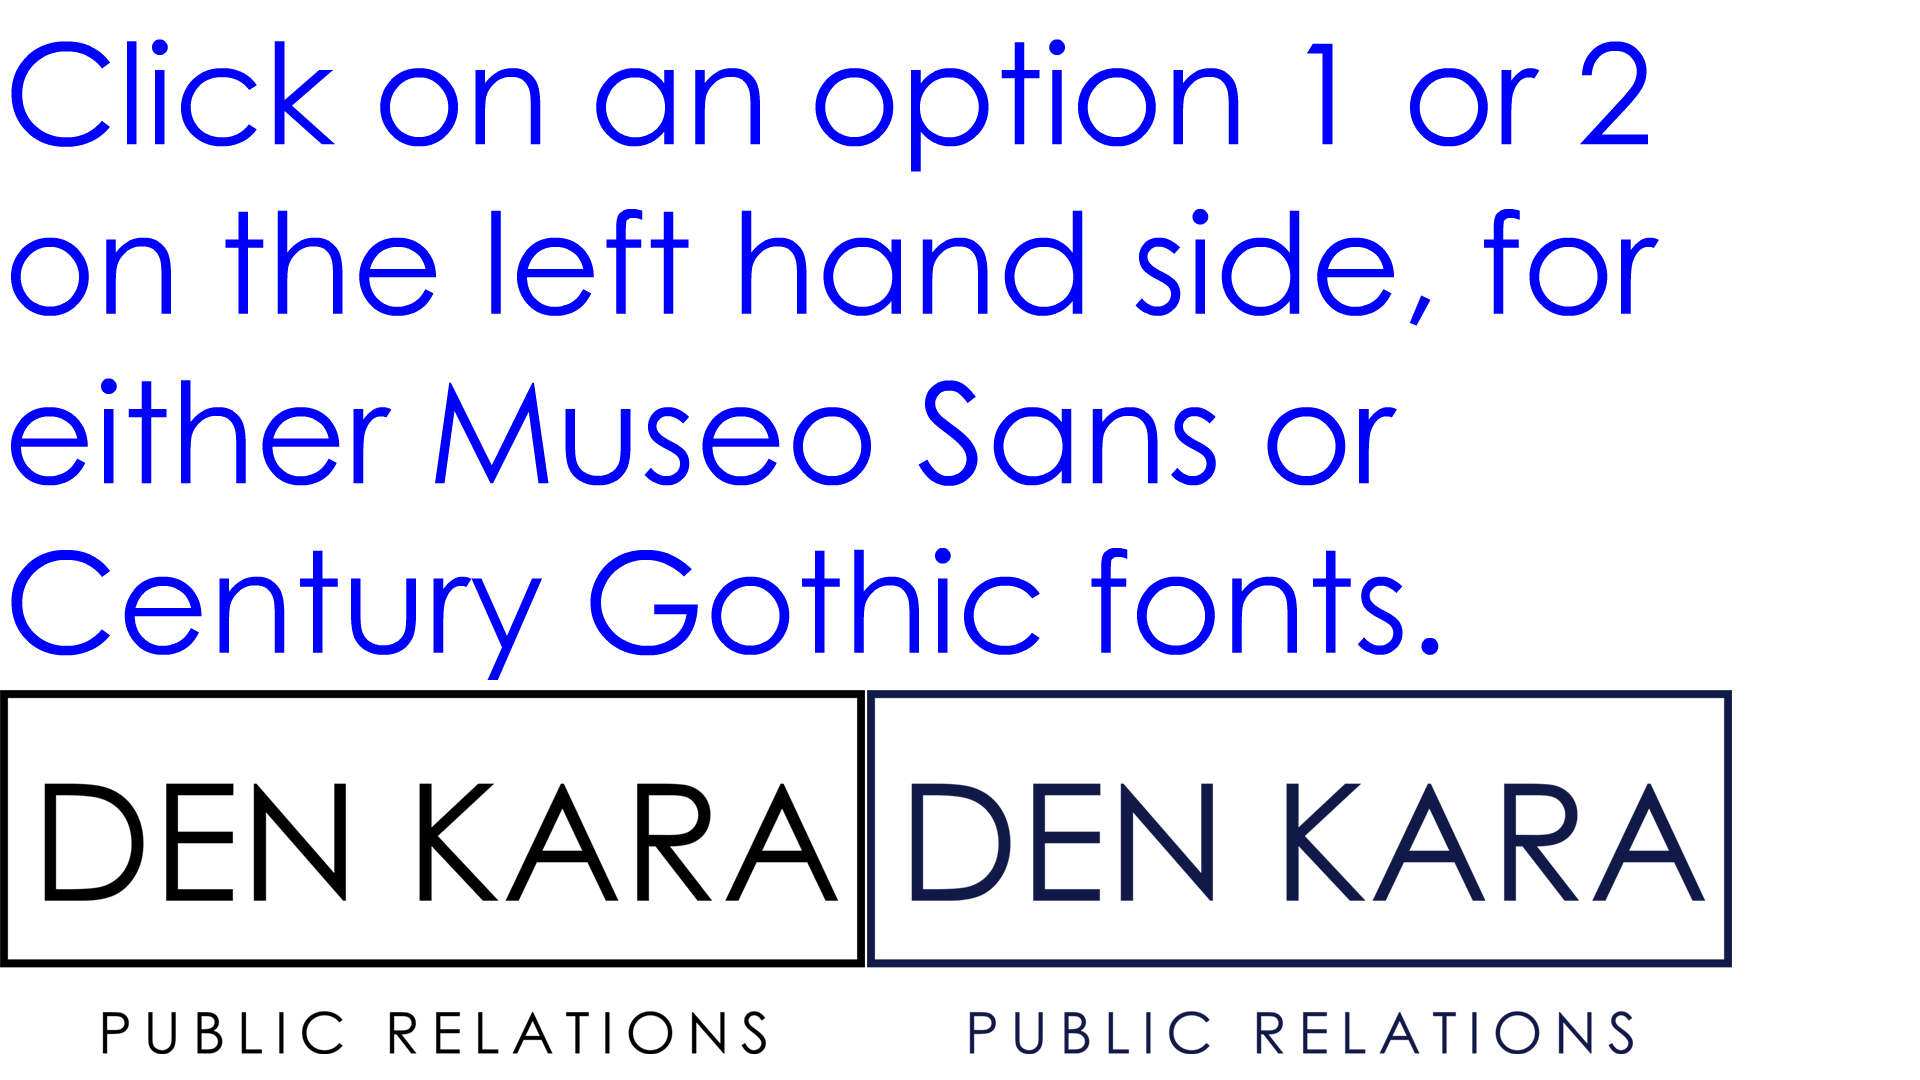 Click on an option 1 or 2
on the left hand side, for
either Museo Sans or
Century Gothic fonts.
DEN KARA DEN KARA
PUBLIC RELATIONS PUBLIC RELATIONS